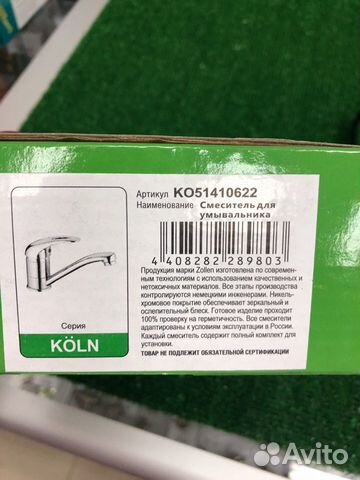 Артикул KO51410622
Наименование Смеситель для
умывальника
4 408282 289803
Продукция марки Zollen изготовлена по современ-
ным технологиям с использованием качественных и
нетоксичных материалов. Все этапы производства
контролируются немецкими инженерами. Никель-
хромовое покрытие обеспечивает зеркальный и
ослепительный блеск. Готовое изделие проходит
100% проверку на герметичность. Все смесители
адаптированы к условиям эксплуатации в России.
Каждый смеситель содержит полный комплект для
установки.
ТОВАР НЕ ПОДЛЕЖИТ ОБЯЗАТЕЛЬНОЙ СЕРТИФИКАЦИИ
Серия
KÖLN
Avito